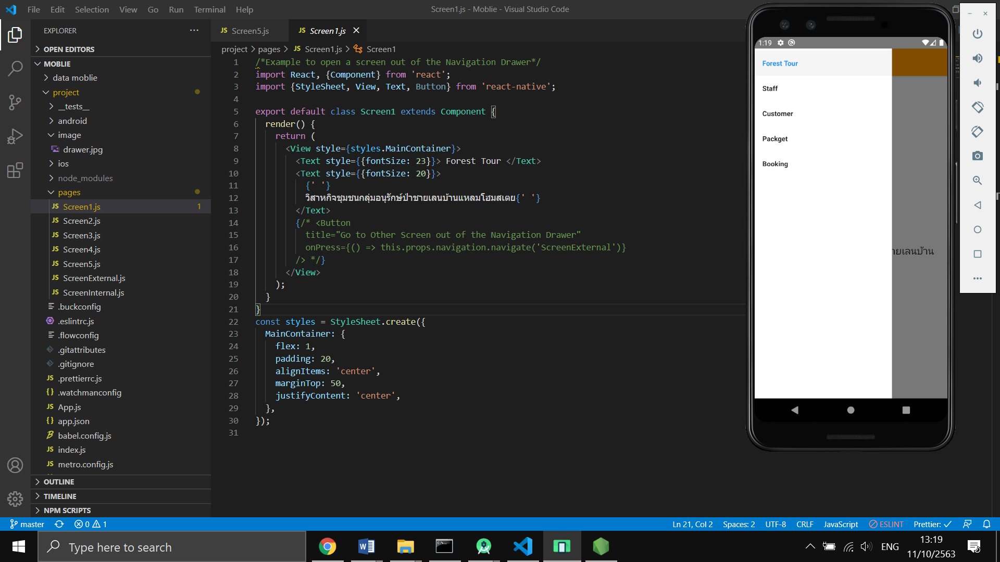 File Edit Selection View Go Run Terminal Help
Screen1.js - Moblie - Visual Studio Code
EXPLORER
OPEN EDITORS
MOBLIE
data moblie
project
__tests__
android
image
drawer.jpg
ios
node_modules
pages
Screen1.js 1
Screen2.js
Screen3.js
Screen4.js
Screen5.js
ScreenExternal.js
ScreenInternal.js
.buckconfig
.eslintrc.js
.flowconfig
.gitattributes
.gitignore
.prettierrc.js
.watchmanconfig
App.js
app.json
babel.config.js
index.js
metro.config.js
OUTLINE
TIMELINE
NPM SCRIPTS
JS Screen5.js JS Screen1.js
project > pages > JS Screen1.js > Screen1
1 /*Example to open a screen out of the Navigation Drawer*/
2 import React, {Component} from 'react';
3 import {StyleSheet, View, Text, Button} from 'react-native';
4
5 export default class Screen1 extends Component {
6 render() {
7 return (
8 <View style={styles.MainContainer}>
9 <Text style={{fontSize: 23}}> Forest Tour </Text>
10 <Text style={{fontSize: 20}}>
11 {' '}
12 วิสาหกิจชุมชนกลุ่มอนุรักษ์ป่าชายเลนบ้านแหลมโฮมสเตย{' '}
13 </Text>
14 {/* <Button
15 title="Go to Other Screen out of the Navigation Drawer"
16 onPress={() => this.props.navigation.navigate('ScreenExternal')}
17 /> */}
18 </View>
19 );
20 }
21 }
22 const styles = StyleSheet.create({
23 MainContainer: {
24 flex: 1,
25 padding: 20,
26 alignItems: 'center',
27 marginTop: 50,
28 justifyContent: 'center',
29 },
30 });
31
1:19
Forest Tour
Staff
Customer
Packget
Booking
ายเลนบ้าน
master 0 1
Ln 21, Col 2 Spaces: 2 UTF-8 CRLF JavaScript ESLINT Prettier: ✓
Type here to search
ENG
13:19
11/10/2563